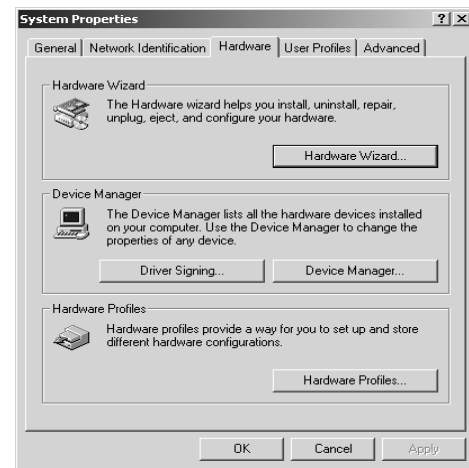 System Properties
? X
General Network Identification Hardware User Profiles Advanced
Hardware Wizard
The Hardware wizard helps you install, uninstall, repair,
unplug, eject, and configure your hardware.
Hardware Wizard...
Device Manager
The Device Manager lists all the hardware devices installed
on your computer. Use the Device Manager to change the
properties of any device.
Driver Signing... Device Manager...
Hardware Profiles
Hardware profiles provide a way for you to set up and store
different hardware configurations.
Hardware Profiles...
OK Cancel Apply